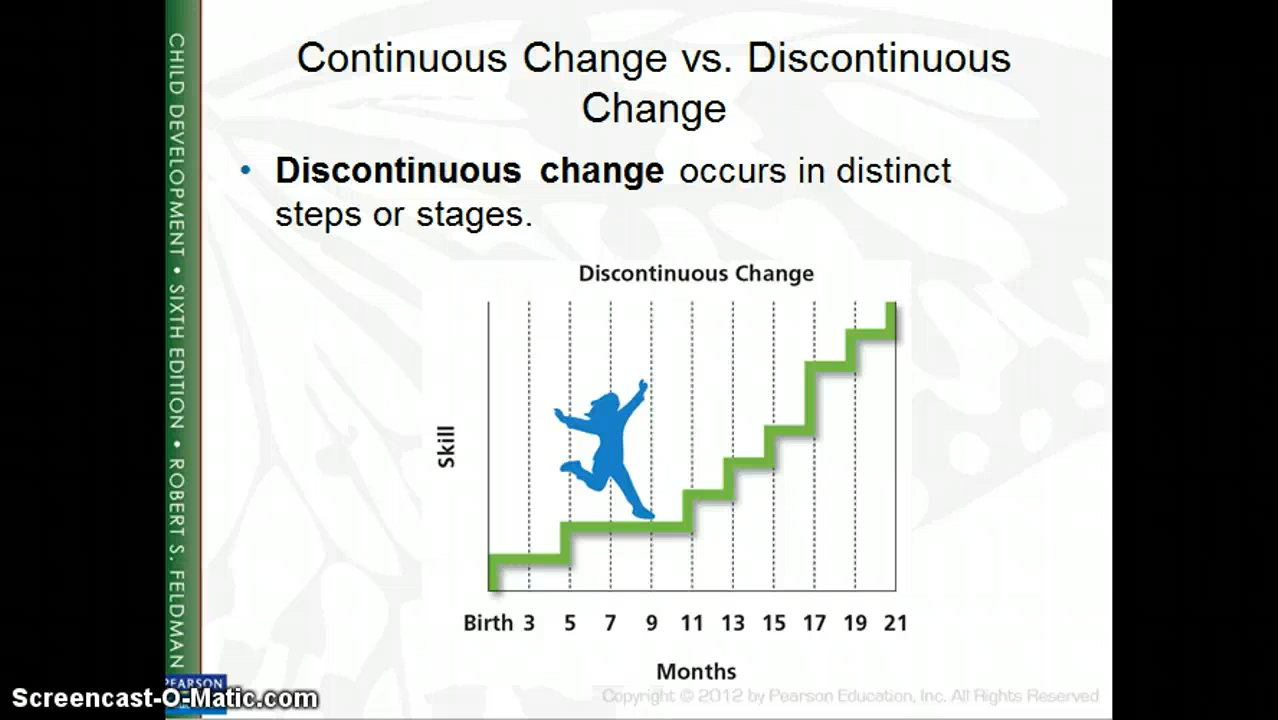 Continuous Change vs. Discontinuous
Change
• Discontinuous change occurs in distinct
steps or stages.
Discontinuous Change
Skill
Birth 3 5 7 9 11 13 15 17 19 21
Months
CHILD DEVELOPMENT • SIXTH EDITION • ROBERT S. FELDMAN
PEARSON
Screencast-O-Matic.com
Copyright © 2012 by Pearson Education, Inc. All Rights Reserved